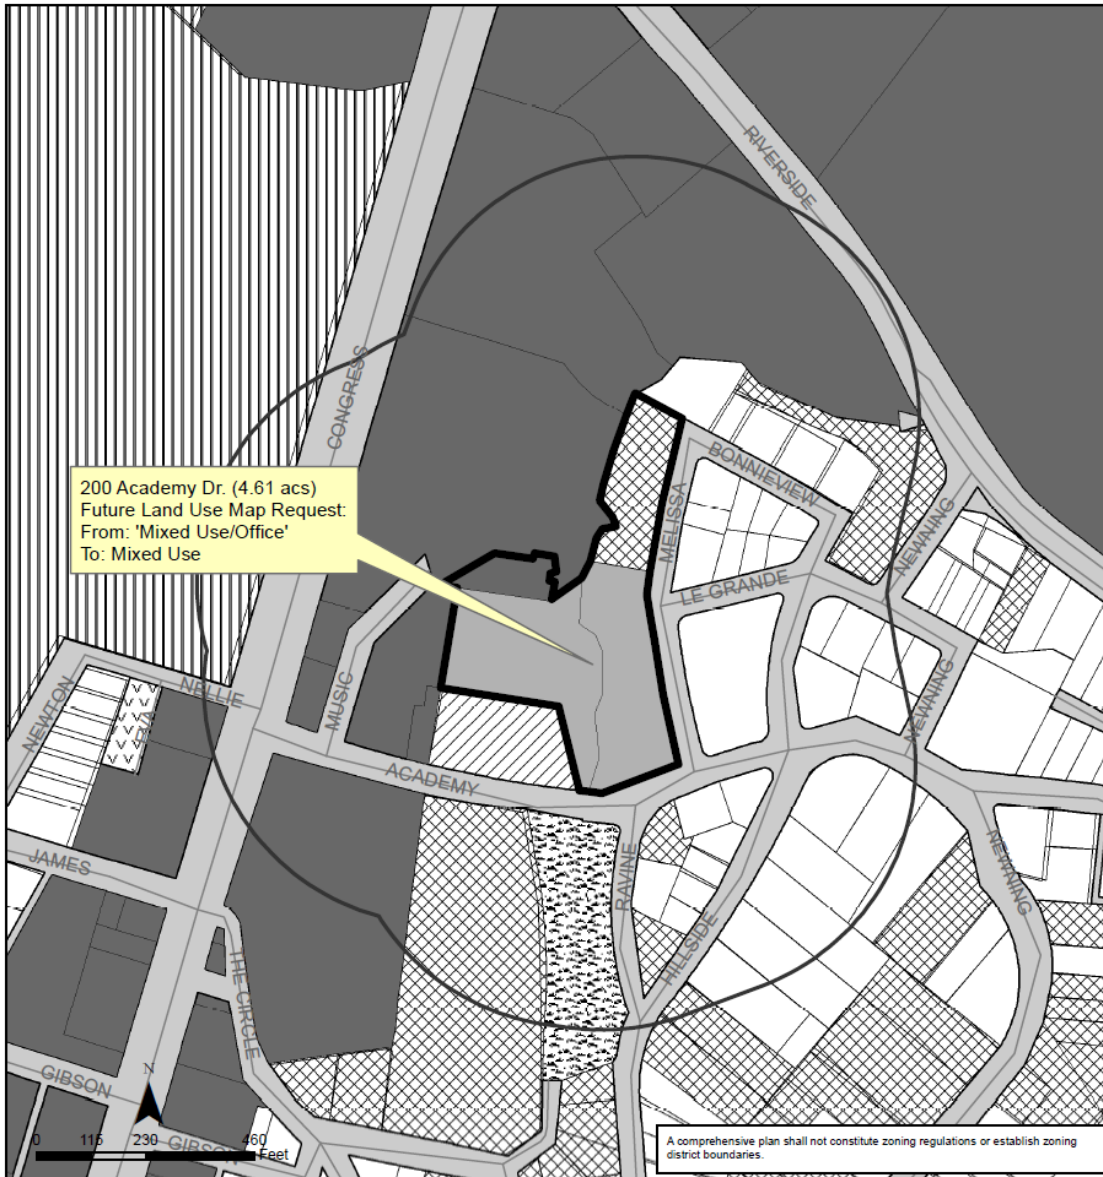 RIVERSIDE
CONGRESS
200 Academy Dr. (4.61 acs)
Future Land Use Map Request:
From: 'Mixed Use/Office'
To: Mixed Use
BONNIEVIEW
MELISSA
NEWNING
LE GRANDE
NELLIE
NEWTON
MUSIC
NEWNING
ACADEMY
JAMES
RAVINE
NEWNING
HILLSIDE
THE CIRCLE
GIBSON
N
0 115 230 460
Feet
GIBSON
A comprehensive plan shall not constitute zoning regulations or establish zoning
district boundaries.